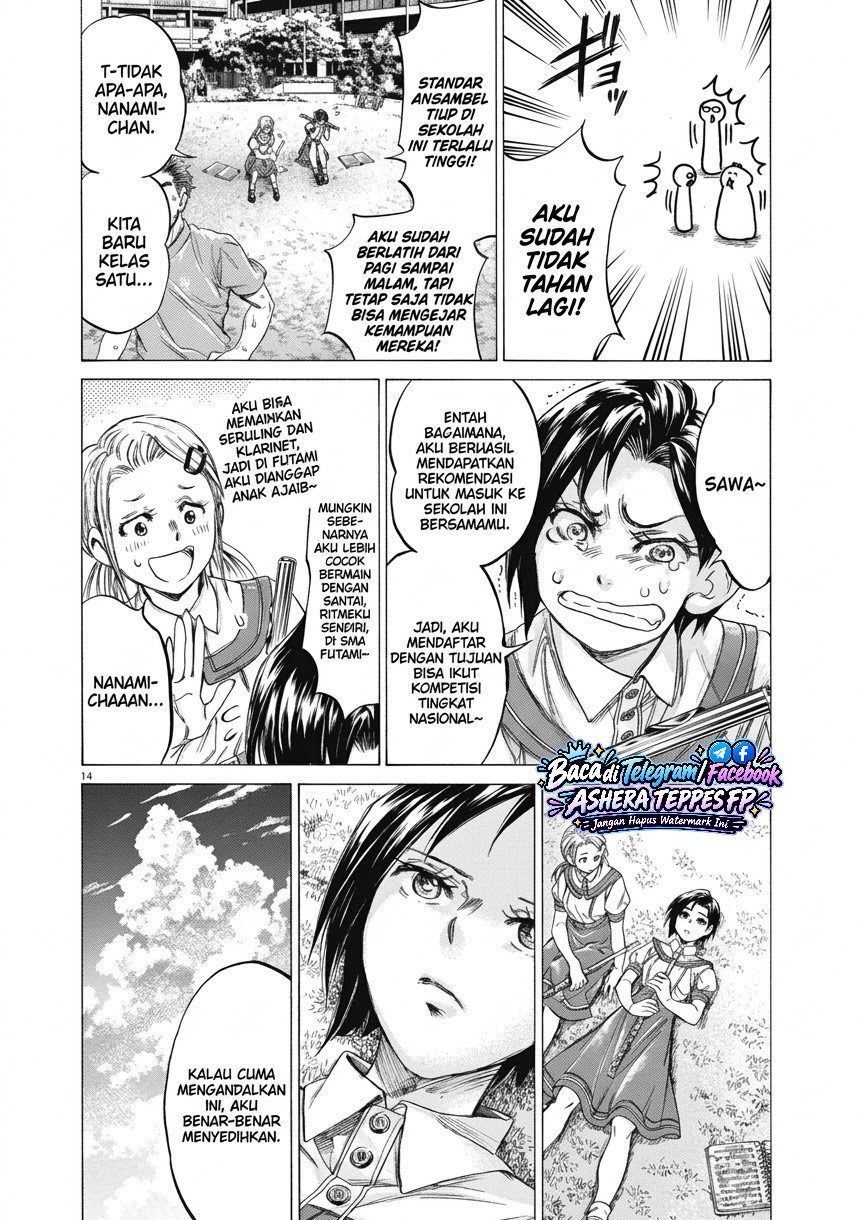 AKU
SUDAH
TIDAK
TAHAN
LAGI!
STANDAR
ANSAMBEL
TIUP DI
SEKOLAH
INI TERLALU
TINGGI!
AKU SUDAH
BERLATIH DARI
PAGI SAMPAI
MALAM, TAPI
TETAP SAJA TIDAK
BISA MENGEJAR
KEMAMPUAN
MEREKA!
T-TIDAK
APA-APA,
NANAMI-
CHAN.
KITA
BARU
KELAS
SATU...
SAWA~
ENTAH
BAGAIMANA,
AKU BERHASIL
MENDAPATKAN
REKOMENDASI
UNTUK MASUK KE
SEKOLAH INI
BERSAMAMU.
JADI, AKU
MENDAFTAR
DENGAN TUJUAN
BISA IKUT
KOMPETISI
TINGKAT
NASIONAL~
AKU BISA
MEMAINKAN
SERULING DAN
KLARINET,
JADI DI FUTAMI
AKU DIANGGAP
ANAK AJAIB~
MUNGKIN
SEBE-
NARNYA
AKU LEBIH
COCOK
BERMAIN
DENGAN
SANTAI,
RITMEKU
SENDIRI,
DI SMA
FUTAMI~
NANAMI-
CHAAAN...
14
Baca di Telegram/Facebook
ASHERA TEPPES FP
Jangan Hapus Watermark Ini
KALAU CUMA
MENGANDALKAN
INI, AKU
BENAR-BENAR
MENYEDIHKAN.